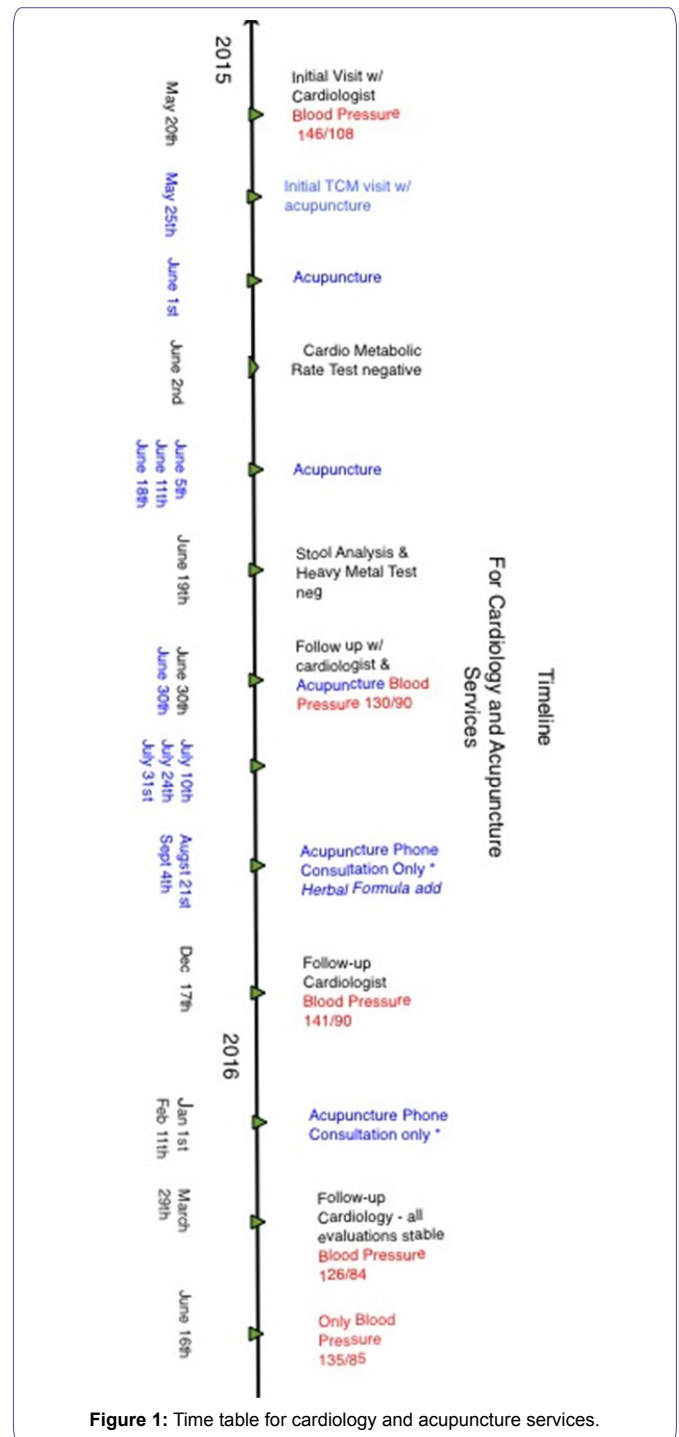 Timeline
For Cardiology and Acupuncture
Services
2015
May 20th
Initial Visit w/
Cardiologist
Blood Pressure
146/108
May 25th
Initial TCM visit w/
acupuncture
June 1st
Acupuncture
June 2nd
Cardio Metabolic
Rate Test negative
June 5th
June 11th
June 18th
Acupuncture
June 19th
Stool Analysis &
Heavy Metal Test
neg
June 30th
June 30th
Follow up w/
cardiologist &
Acupuncture Blood
Pressure 130/90
July 10th
July 24th
July 31st
Augst 21st
Sept 4th
Acupuncture Phone
Consultation Only *
Herbal Formula add
Dec 17th
Follow-up
Cardiologist
Blood Pressure
141/90
2016
Jan 1st
Feb 11th
Acupuncture Phone
Consultation only *
March
29th
Follow-up
Cardiology - all
evaluations stable
Blood Pressure
126/84
June 16th
Only Blood
Pressure
135/85
Figure 1: Time table for cardiology and acupuncture services.